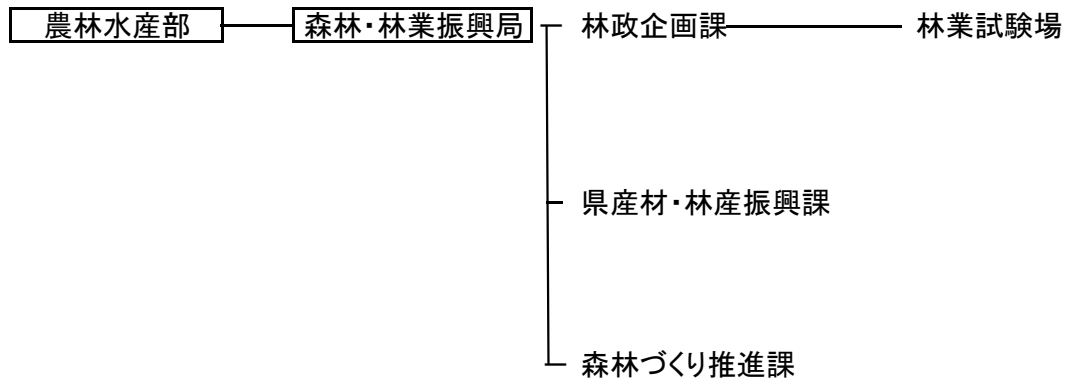 農林水産部 森林・林業振興局 林政企画課 林業試験場
県産材・林産振興課
森林づくり推進課